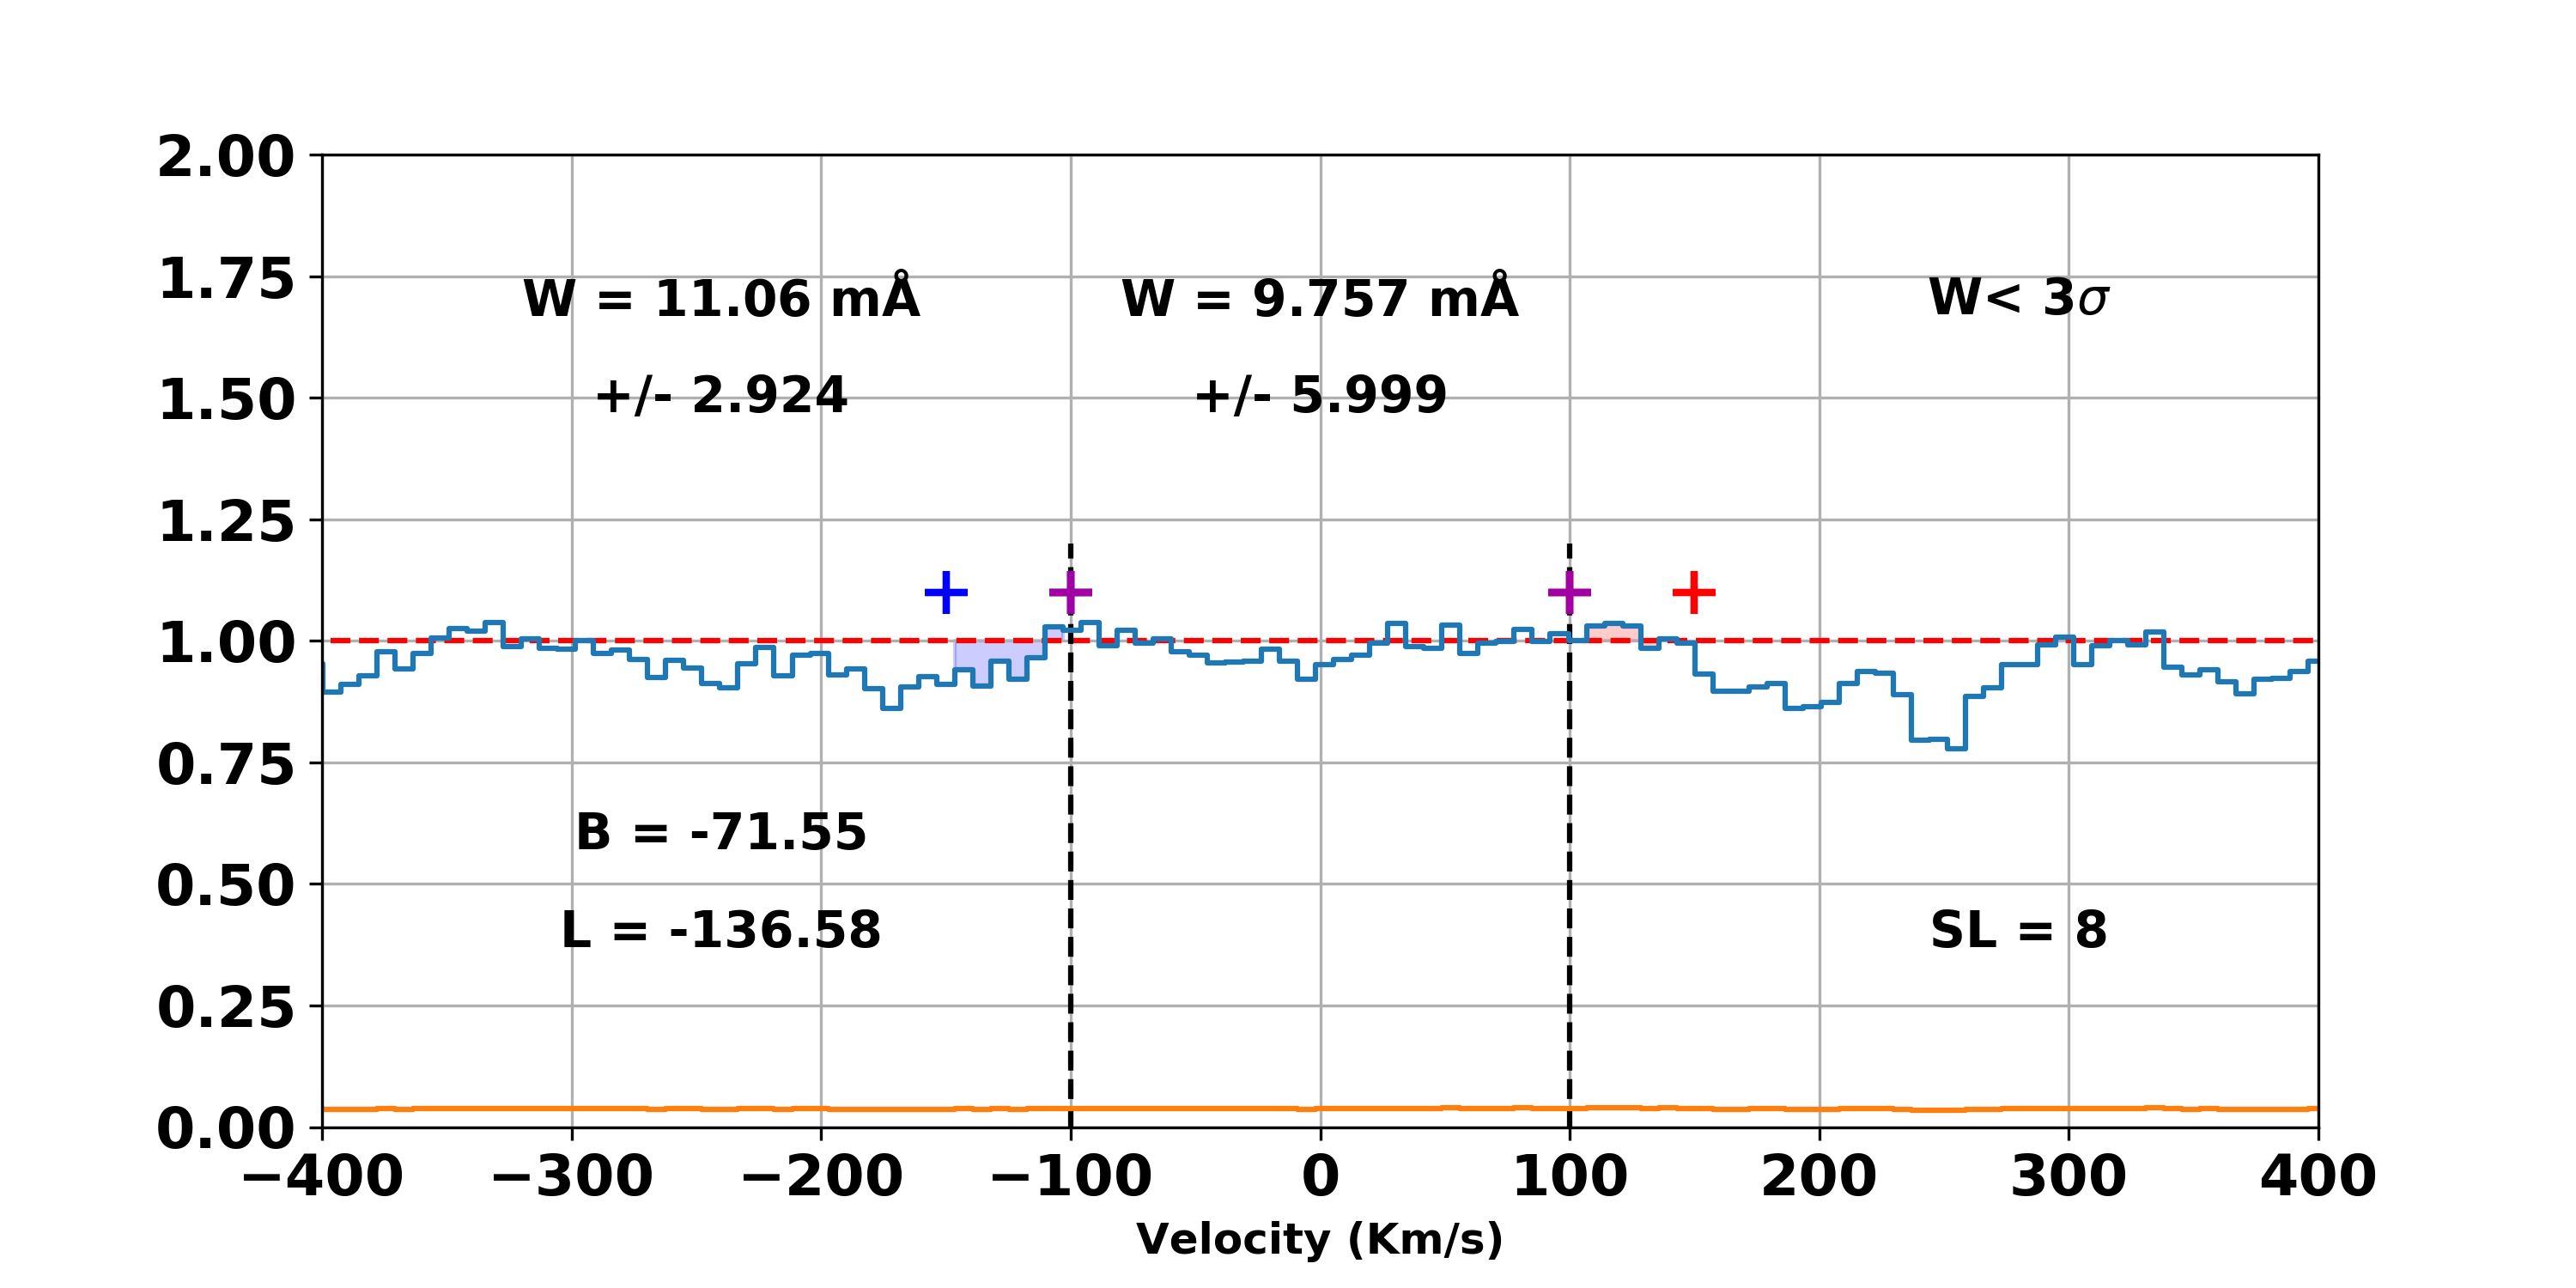 2.00
1.75
1.50
1.25
1.00
0.75
0.50
0.25
0.00
W = 11.06 mÅ
+/- 2.924
W = 9.757 mÅ
+/- 5.999
W< 3σ
B = -71.55
L = -136.58
SL = 8
−400 −300 −200 −100 0 100 200 300 400
Velocity (Km/s)